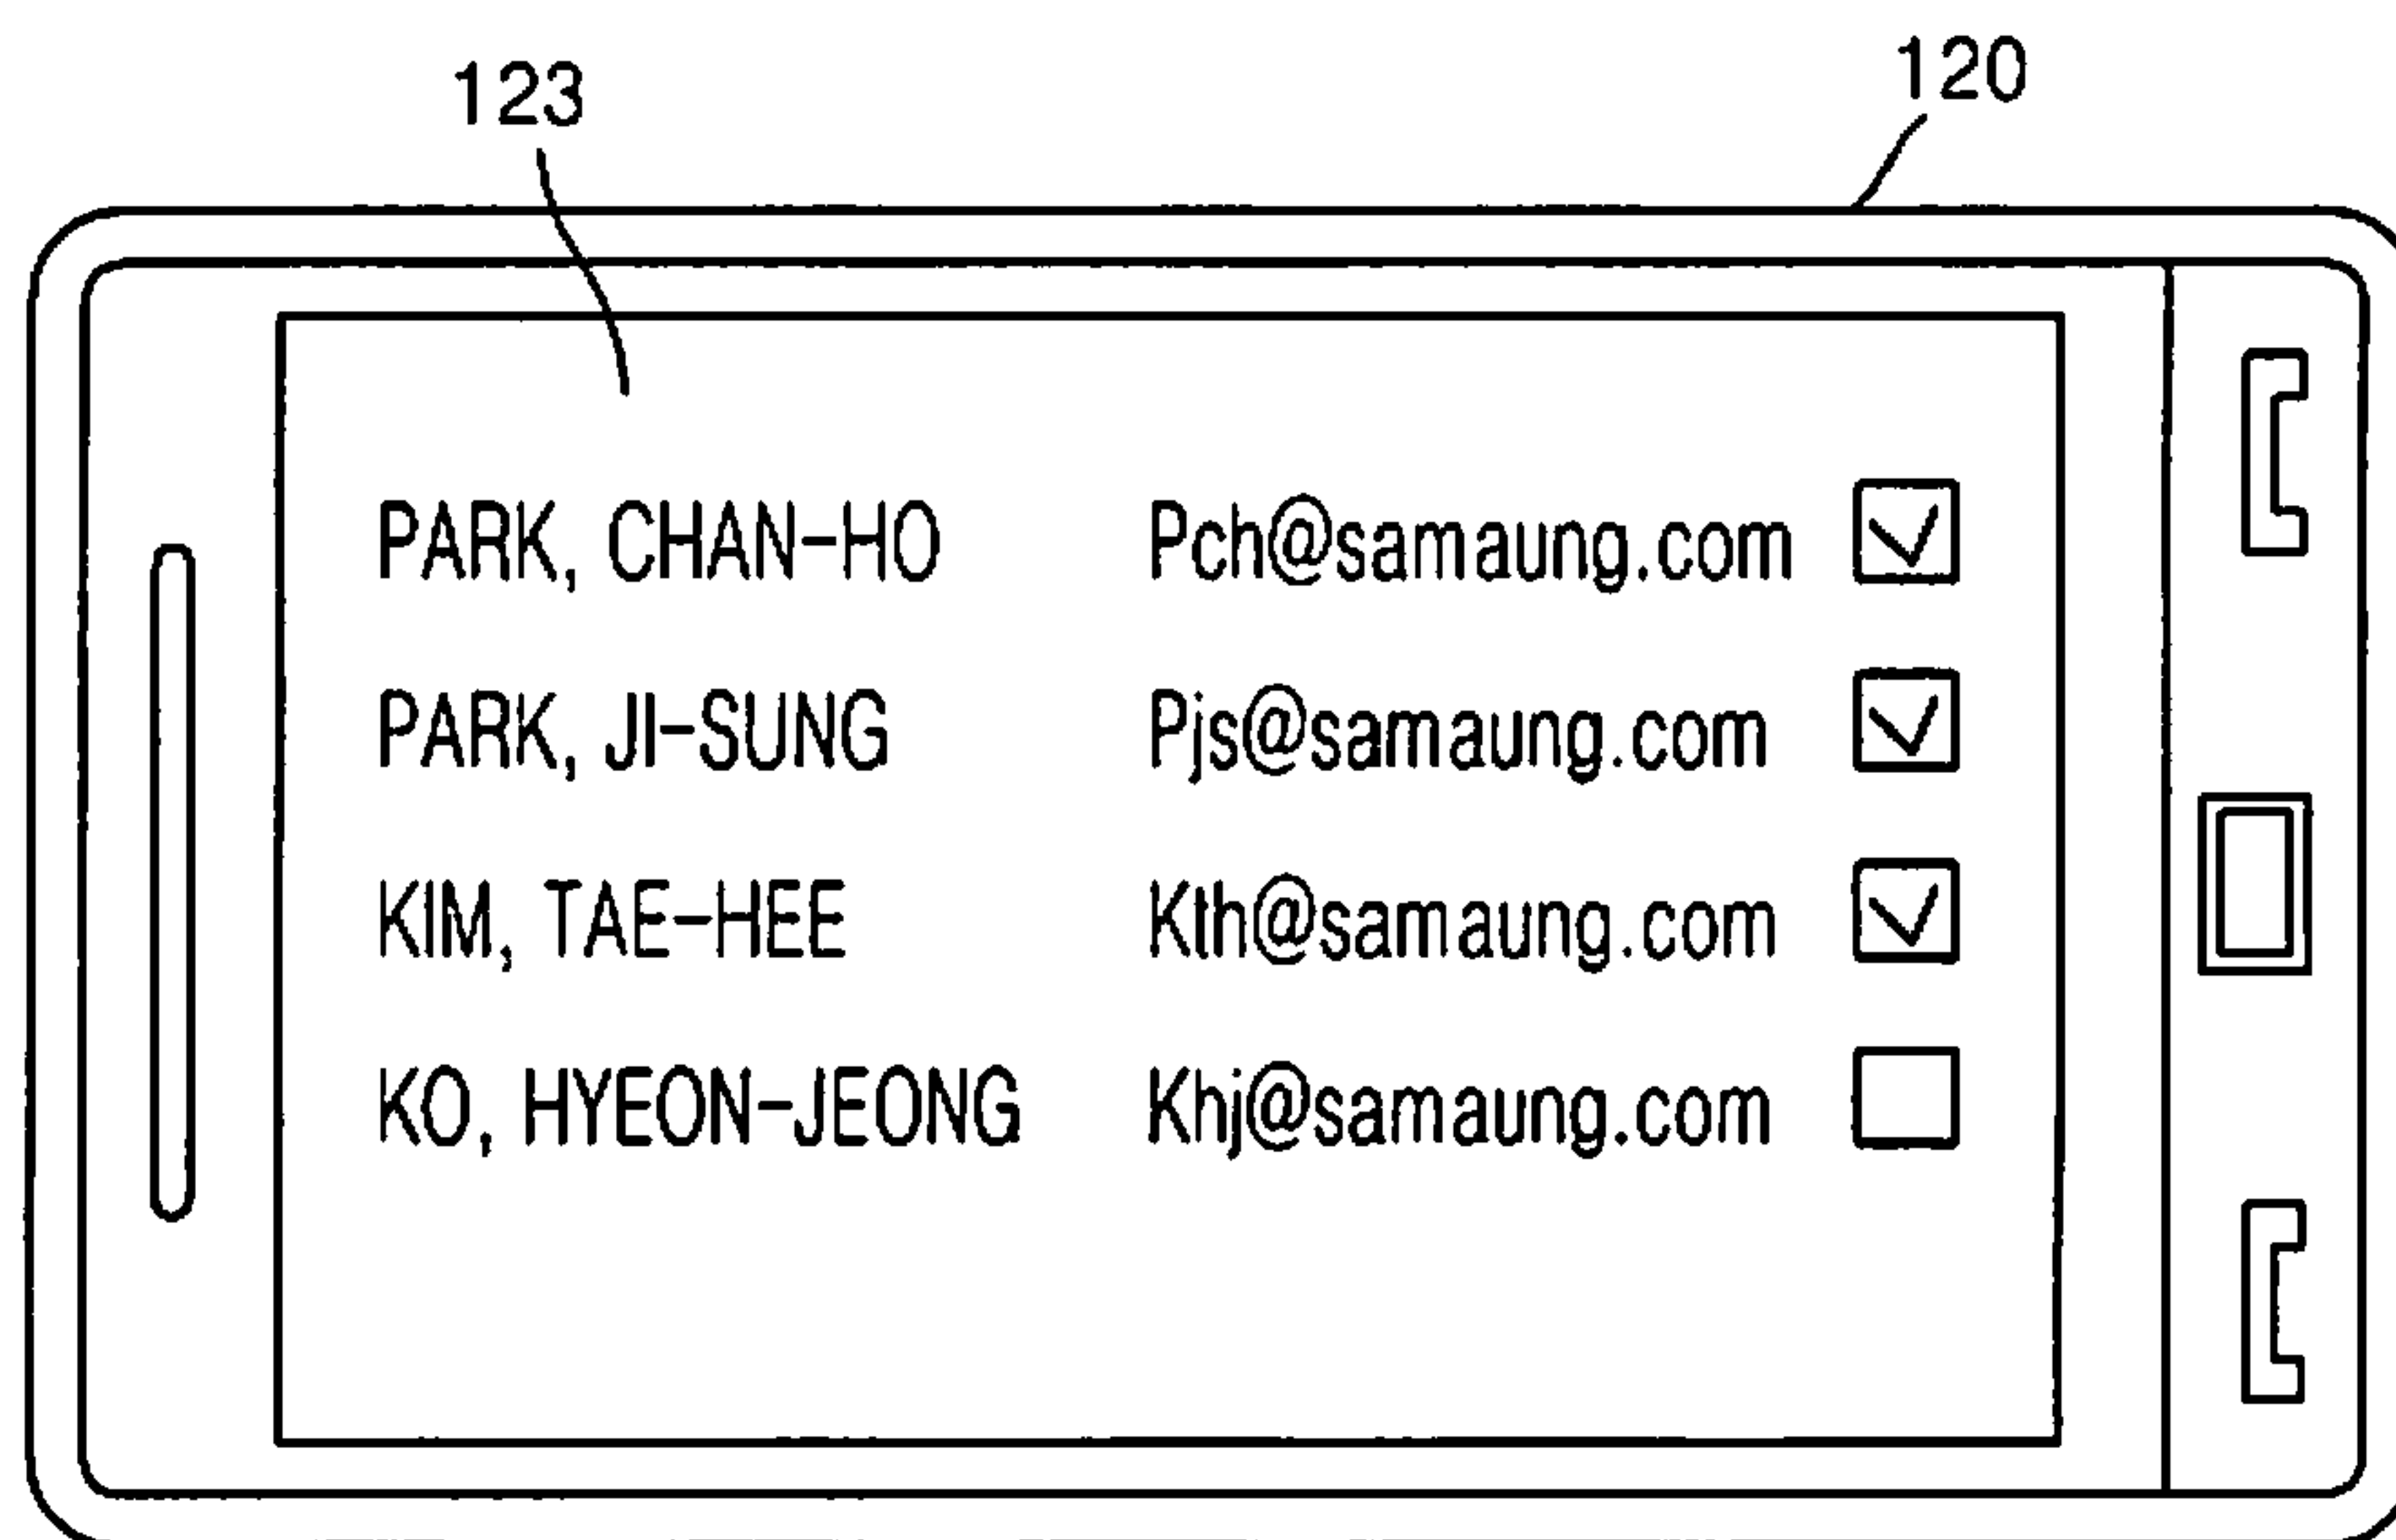 123
120
PARK, CHAN-HO Pch@samaung.com
PARK, JI-SUNG Pjs@samaung.com
KIM, TAE-HEE Kth@samaung.com
KO, HYEON-JEONG Khj@samaung.com